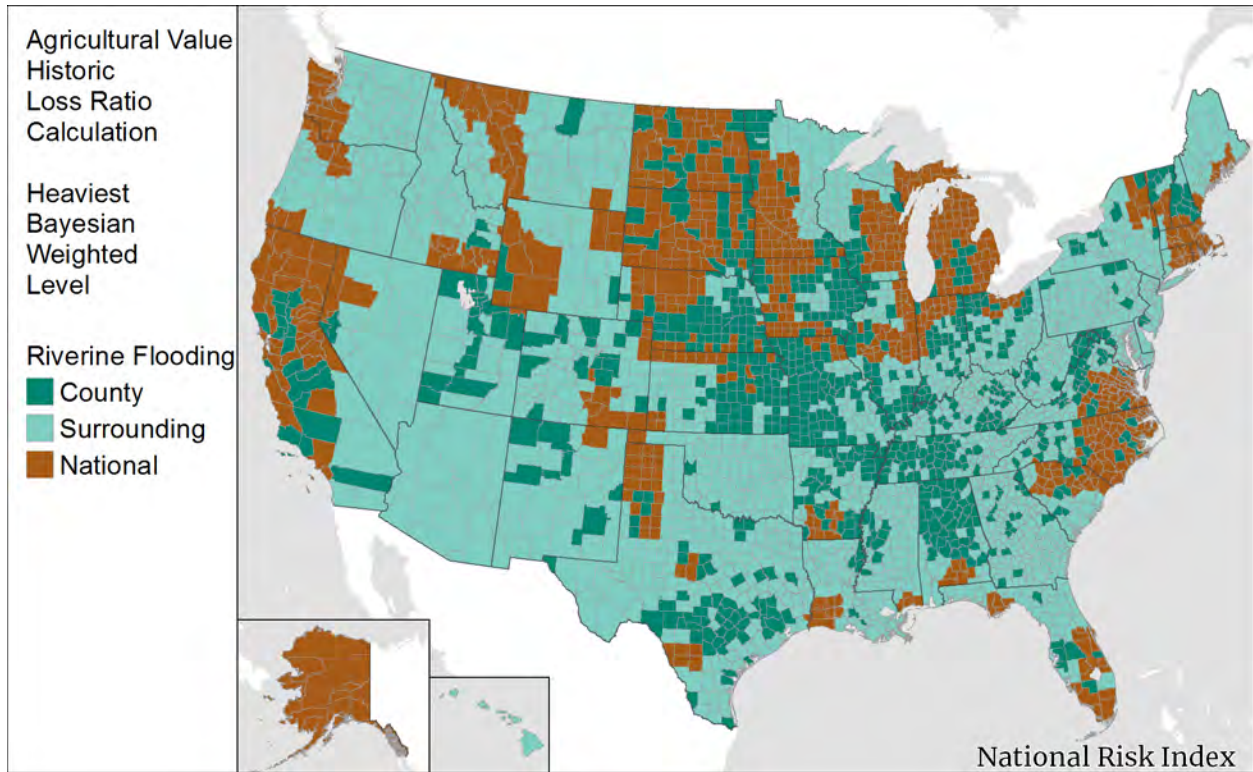 Agricultural Value
Historic
Loss Ratio
Calculation
Heaviest
Bayesian
Weighted
Level
Riverine Flooding
County
Surrounding
National
National Risk Index